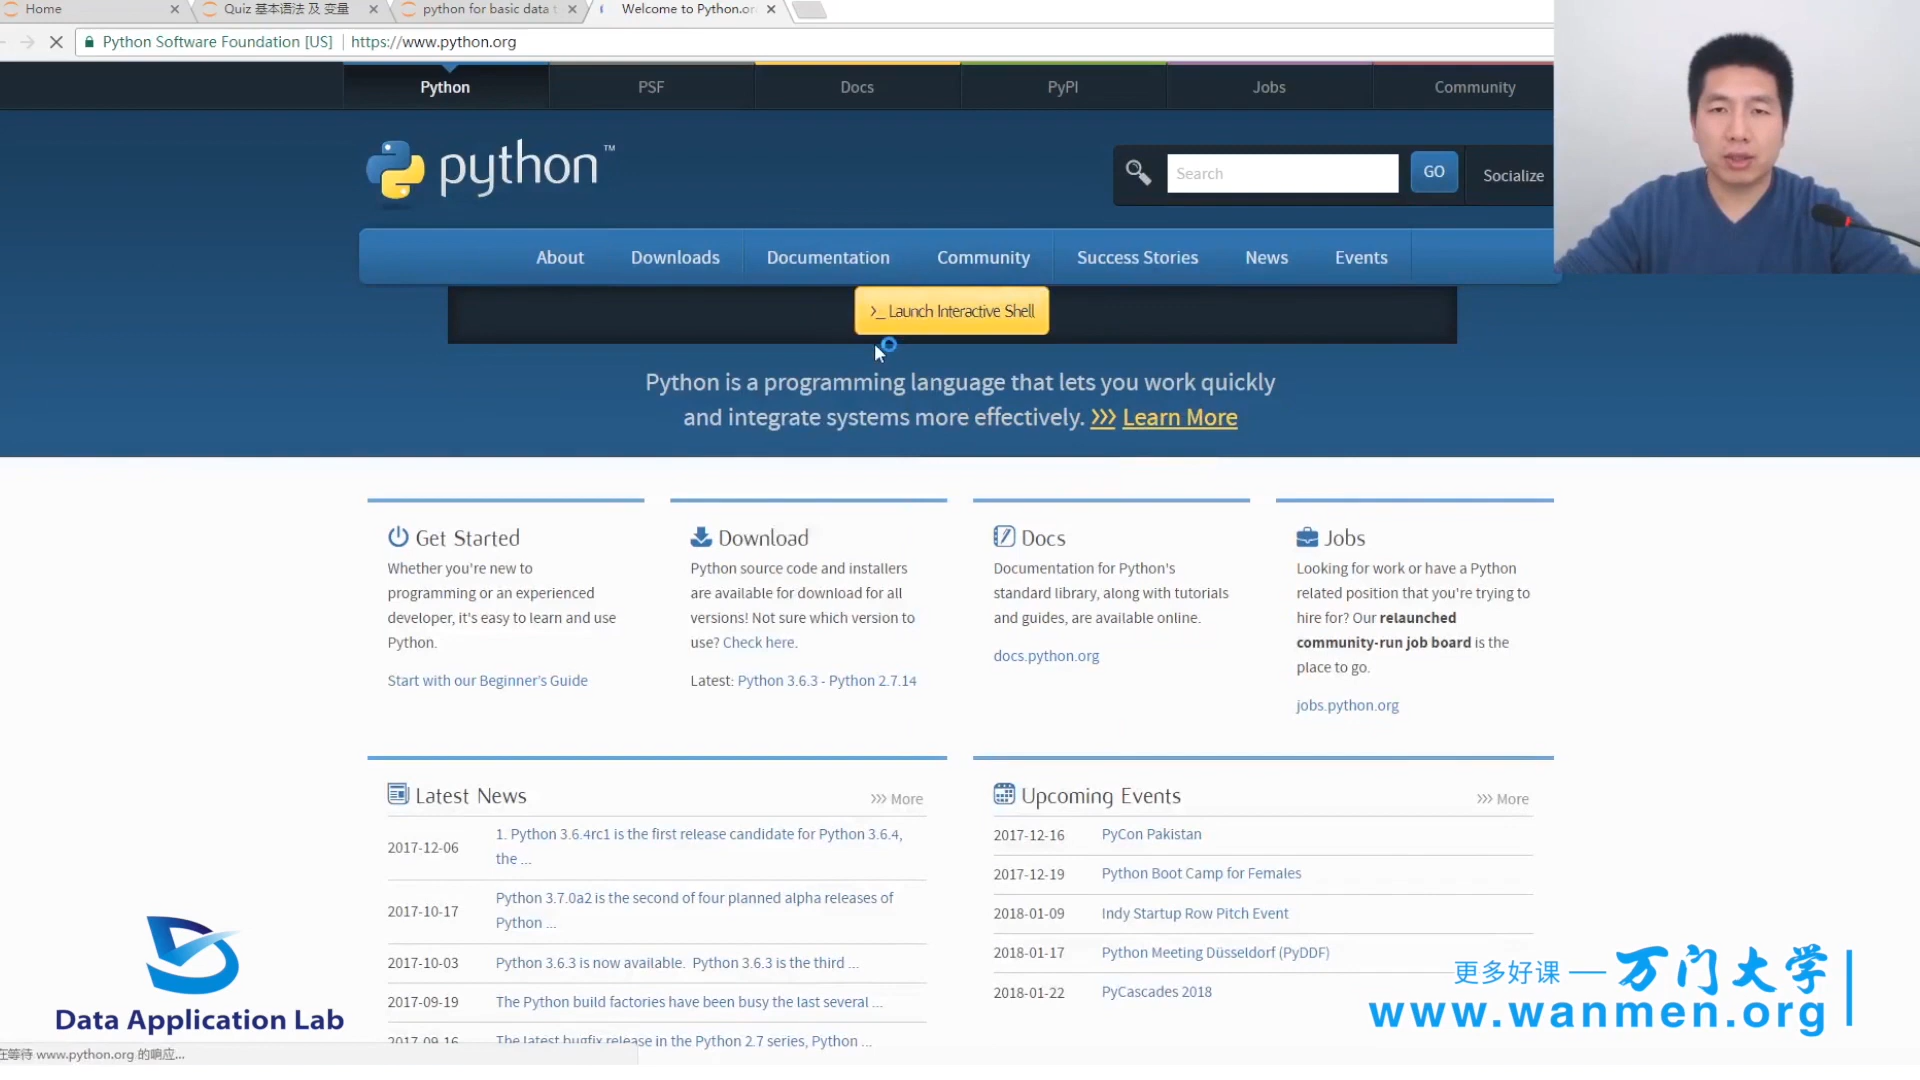 Home
Quiz 基本语法 及 变量
python for basic data
Welcome to Python.or
Python Software Foundation [US]
https://www.python.org
Python
PSF
Docs
PyPI
Jobs
Community
python™
Search
GO
Socialize
About
Downloads
Documentation
Community
Success Stories
News
Events
>_ Launch Interactive Shell
Python is a programming language that lets you work quickly
and integrate systems more effectively. >>> Learn More
Get Started
Whether you're new to
programming or an experienced
developer, it's easy to learn and use
Python.
Start with our Beginner's Guide
Download
Python source code and installers
are available for download for all
versions! Not sure which version to
use? Check here.
Latest: Python 3.6.3 - Python 2.7.14
Docs
Documentation for Python's
standard library, along with tutorials
and guides, are available online.
docs.python.org
Jobs
Looking for work or have a Python
related position that you're trying to
hire for? Our relaunched
community-run job board is the
place to go.
jobs.python.org
Latest News
>>> More
2017-12-06
1. Python 3.6.4rc1 is the first release candidate for Python 3.6.4,
the ...
2017-10-17
Python 3.7.0a2 is the second of four planned alpha releases of
Python ...
2017-10-03
Python 3.6.3 is now available. Python 3.6.3 is the third ...
2017-09-19
The Python build factories have been busy the last several ...
2017-09-16
The latest bugfix release in the Python 2.7 series, Python ...
Upcoming Events
>>> More
2017-12-16
PyCon Pakistan
2017-12-19
Python Boot Camp for Females
2018-01-09
Indy Startup Row Pitch Event
2018-01-17
Python Meeting Düsseldorf (PyDDF)
2018-01-22
PyCascades 2018
Data Application Lab
更多好课 — 万门大学
www.wanmen.org
在等待 www.python.org 的响应...